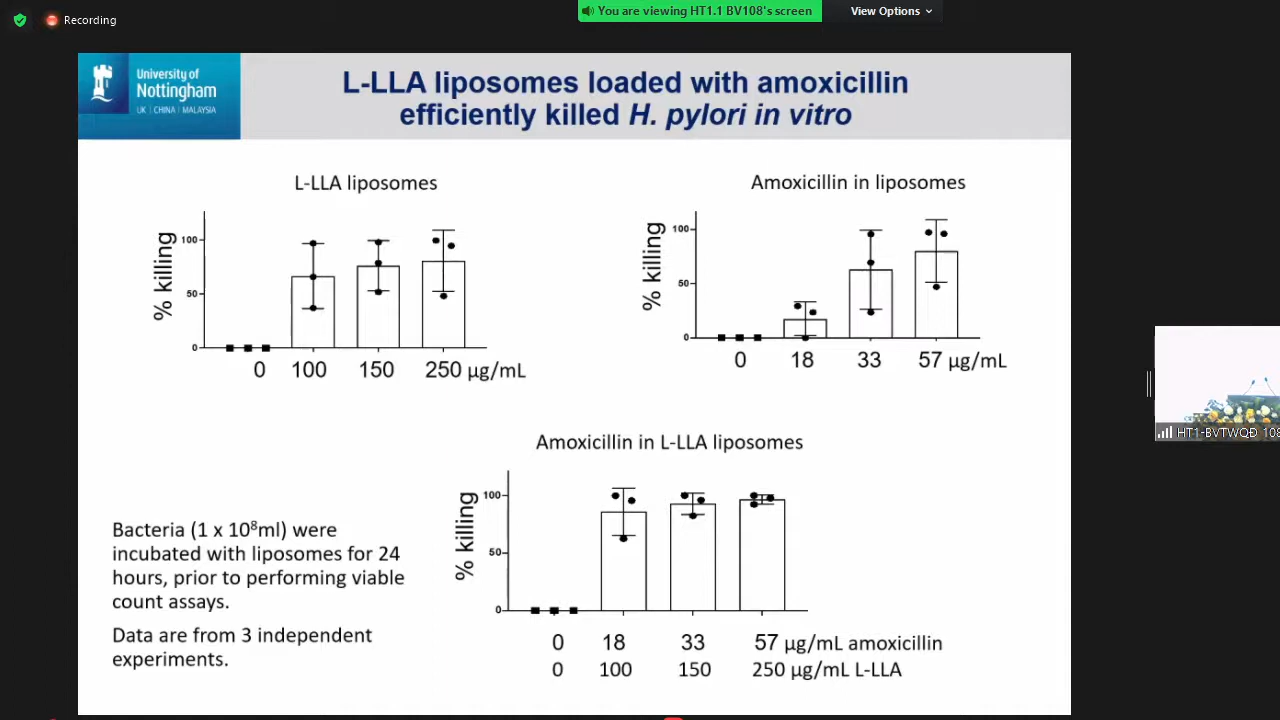 Recording
You are viewing HT1.1 BV108's screen
View Options
University of
Nottingham
UK | CHINA | MALAYSIA
L-LLA liposomes loaded with amoxicillin
efficiently killed H. pylori in vitro
L-LLA liposomes
% killing
100
50
0
0 100 150 250 µg/mL
Amoxicillin in liposomes
% killing
100
50
0
0 18 33 57 µg/mL
Amoxicillin in L-LLA liposomes
% killing
100
50
0
0 18 33 57 µg/mL amoxicillin
0 100 150 250 µg/mL L-LLA
Bacteria (1 x 10⁸ml) were
incubated with liposomes for 24
hours, prior to performing viable
count assays.
Data are from 3 independent
experiments.
HT1-BVTWQĐ 108